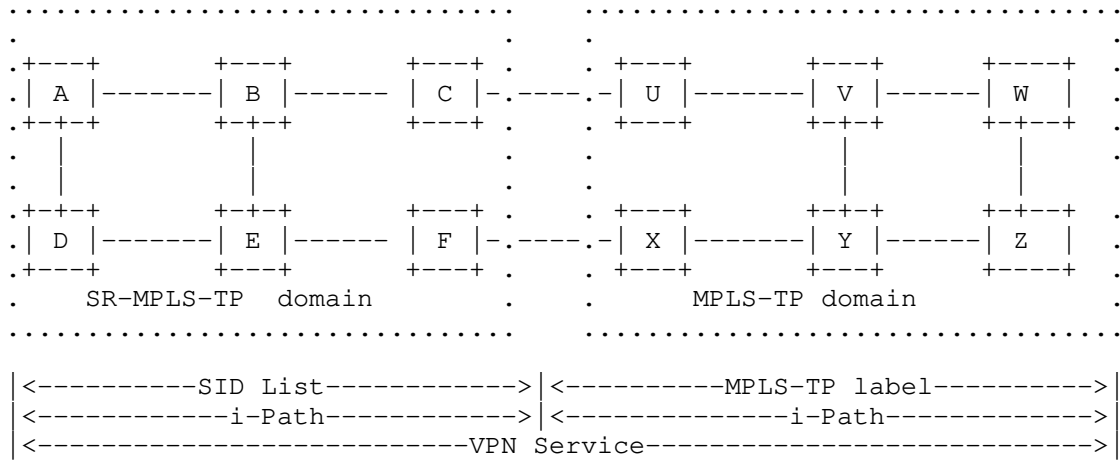 A B C U V W
D E F X Y Z
SR-MPLS-TP domain MPLS-TP domain
|<----------SID List------------>|<----------MPLS-TP label---------->|
|<------------i-Path------------>|<--------------i-Path------------->|
|<---------------------------VPN Service---------------------------->|